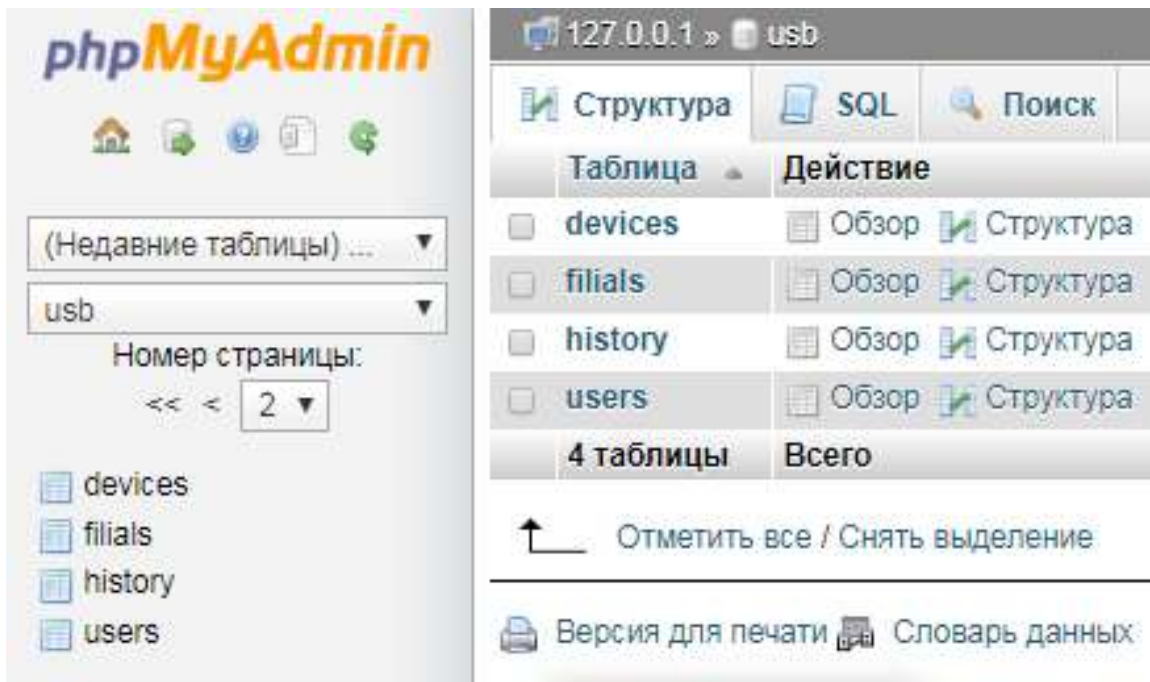 phpMyAdmin
(Недавние таблицы) ...
usb
Номер страницы:
<< < 2
devices
filials
history
users
127.0.0.1 » usb
Структура SQL Поиск
Таблица Действие
devices Обзор Структура
filials Обзор Структура
history Обзор Структура
users Обзор Структура
4 таблицы Всего
Отметить все / Снять выделение
Версия для печати Словарь данных